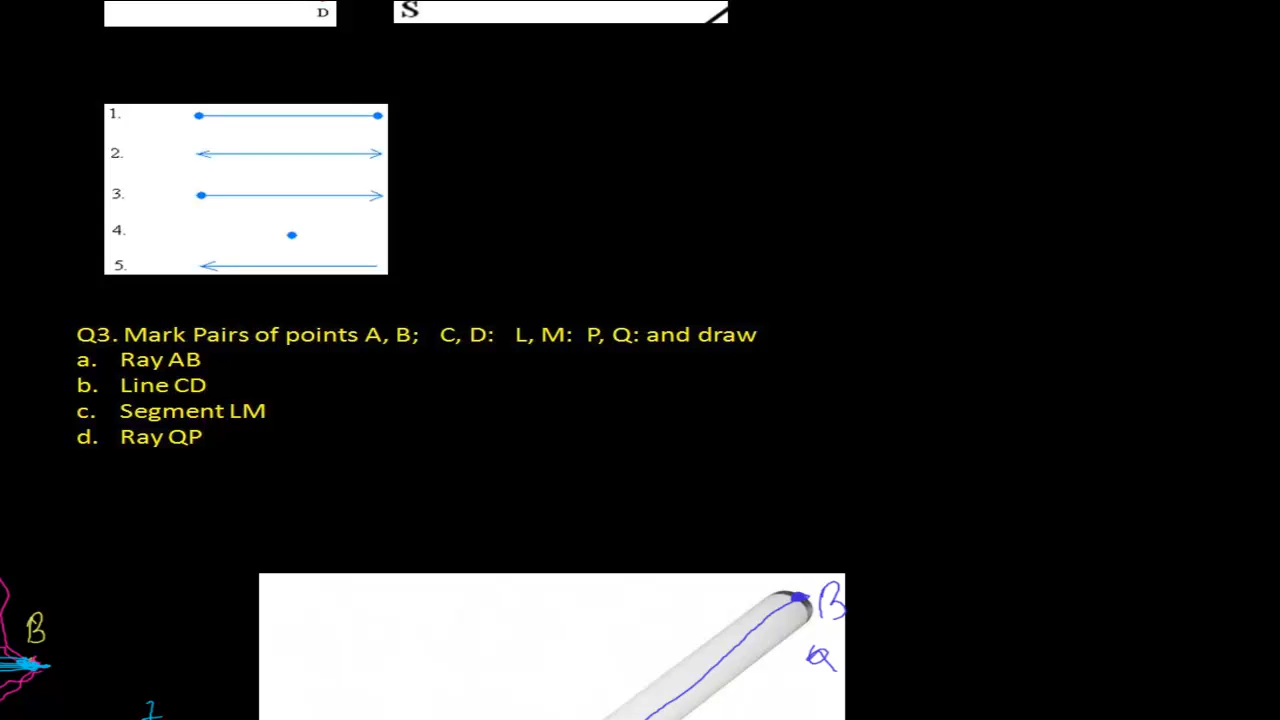 D
S
1.
2.
3.
4.
5.
Q3. Mark Pairs of points A, B;   C, D:   L, M:  P, Q: and draw
a.   Ray AB
b.   Line CD
c.   Segment LM
d.   Ray QP
B
B
Q